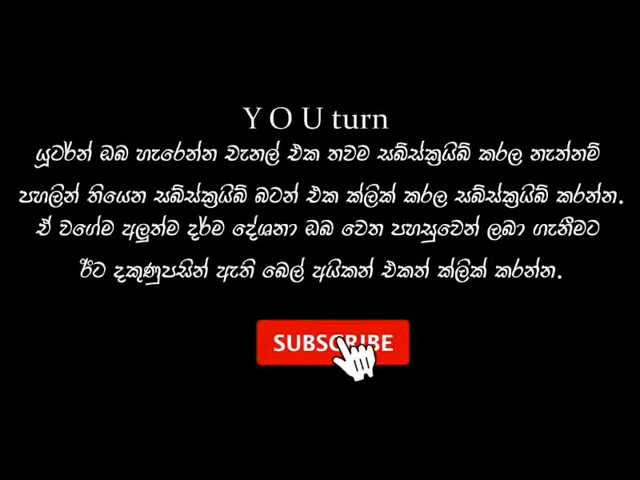 Y O U turn
යූටර්න් ඔබ හැරෙන්න චැනල් එක තවම සබ්ස්ක්‍රයිබ් කරල නැත්නම්
පහලින් තියෙන සබ්ස්ක්‍රයිබ් බටන් එක ක්ලික් කරල සබ්ස්ක්‍රයිබ් කරන්න.
ඒ වගේම අලුත්ම දර්ම දේශනා ඔබ වෙත පහසුවෙන් ලබා ගැනීමට
ඊට දකුණුපසින් ඇති බෙල් අයිකන් එකත් ක්ලික් කරන්න.
SUBSCRIBE